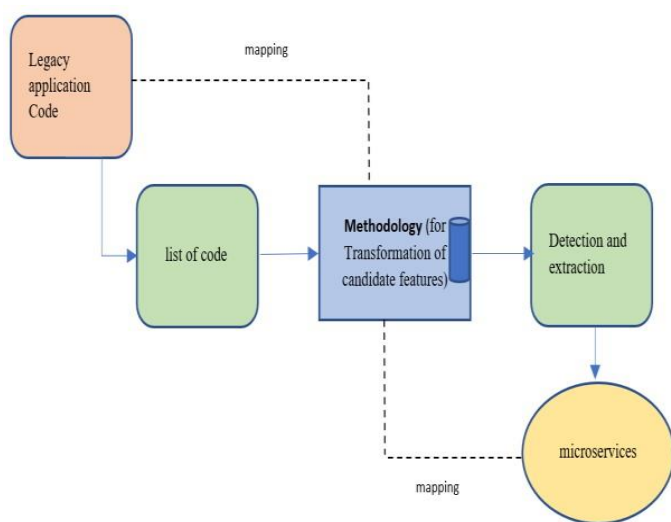 mapping
Legacy
application
Code
Methodology (for
Transformation of
candidate features)
list of code
Detection and
extraction
microservices
mapping